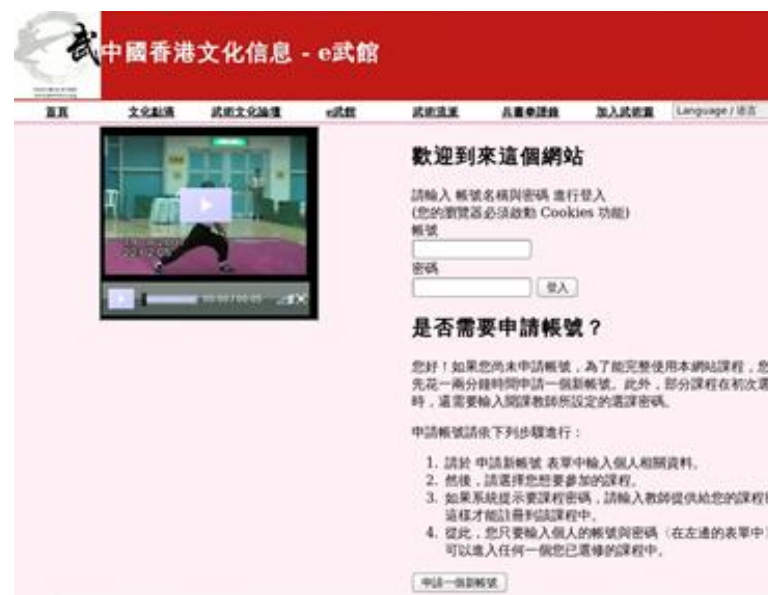 武
中國香港文化信息 - e武館
首頁 文化點滴 武術文化論壇 e武館 武術流派 兵器拳譜錄 加入武術窩 Language / 语言
歡迎到來這個網站
請輸入 帳號名稱與密碼 進行登入
(您的瀏覽器必須啟動 Cookies 功能)
帳號
密碼
登入
是否需要申請帳號？
您好！如果您尚未申請帳號，為了能完整使用本網站課程，您
先花一兩分鐘時間申請一個新帳號。此外，部分課程在初次選
時，還需要輸入開課教師所設定的選課密碼。
申請帳號請依下列步驟進行：
1. 請於 申請新帳號 表單中輸入個人相關資料。
2. 然後，請選擇您想要參加的課程。
3. 如果系統提示要課程密碼，請輸入教師提供給您的課程
這樣才能註冊到該課程中。
4. 從此，您只要輸入個人的帳號與密碼（在左邊的表單中）
可以進入任何一個您已選修的課程中。
申請一個新帳號